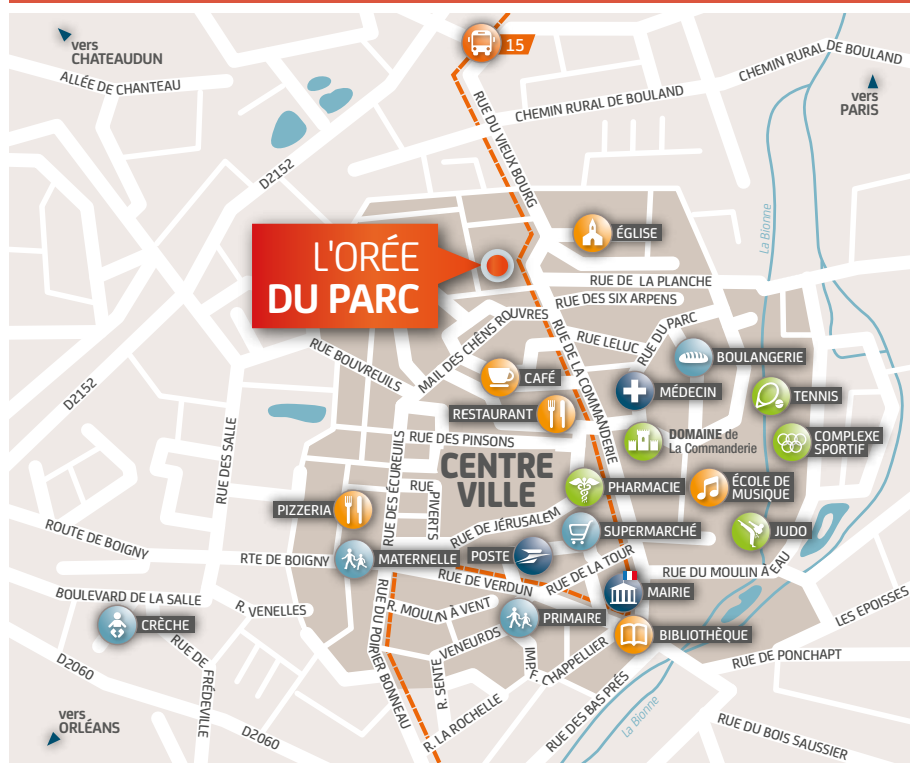 vers
CHATEAUDUN
ALLÉE DE CHANTEAU
15
CHEMIN RURAL DE BOULAND
CHEMIN RURAL DE BOULAND
vers
PARIS
RUE DU VIEUX BOURG
D2152
La Bionne
L'ORÉE
DU PARC
ÉGLISE
RUE DE LA PLANCHE
RUE DES SIX ARPENS
MAIL DES CHÊNS ROUVRES
RUE LELUC
RUE DU PARC
RUE BOUVREUILS
RUE DE LA COMMANDERIE
BOULANGERIE
CAFÉ
MÉDECIN
TENNIS
D2152
RESTAURANT
DOMAINE de
La Commanderie
COMPLEXE
SPORTIF
RUE DES SALLE
RUE DES ÉCUREUILS
RUE DES PINSONS
CENTRE
VILLE
RUE PIVERTS
PHARMACIE
ÉCOLE DE
MUSIQUE
PIZZERIA
RUE DE JÉRUSALEM
SUPERMARCHÉ
JUDO
ROUTE DE BOIGNY
RTE DE BOIGNY
MATERNELLE
POSTE
RUE DE LA TOUR
RUE DU MOULIN À EAU
RUE DE VERDUN
MAIRIE
BOULEVARD DE LA SALLE
R. VENELLES
R. MOULIN À VENT
PRIMAIRE
LES EPOISSES
CRÈCHE
BIBLIOTHÈQUE
RUE DE FRÉDEVILLE
RUE DU POIRIER BONNEAU
R. SENTE VENEURDS
IMP. F. CHAPPELLIER
RUE DE PONCHAPT
D2060
R. LA ROCHELLE
RUE DES BAS PRÉS
La Bionne
RUE DU BOIS SAUSSIER
vers
ORLÉANS
D2060